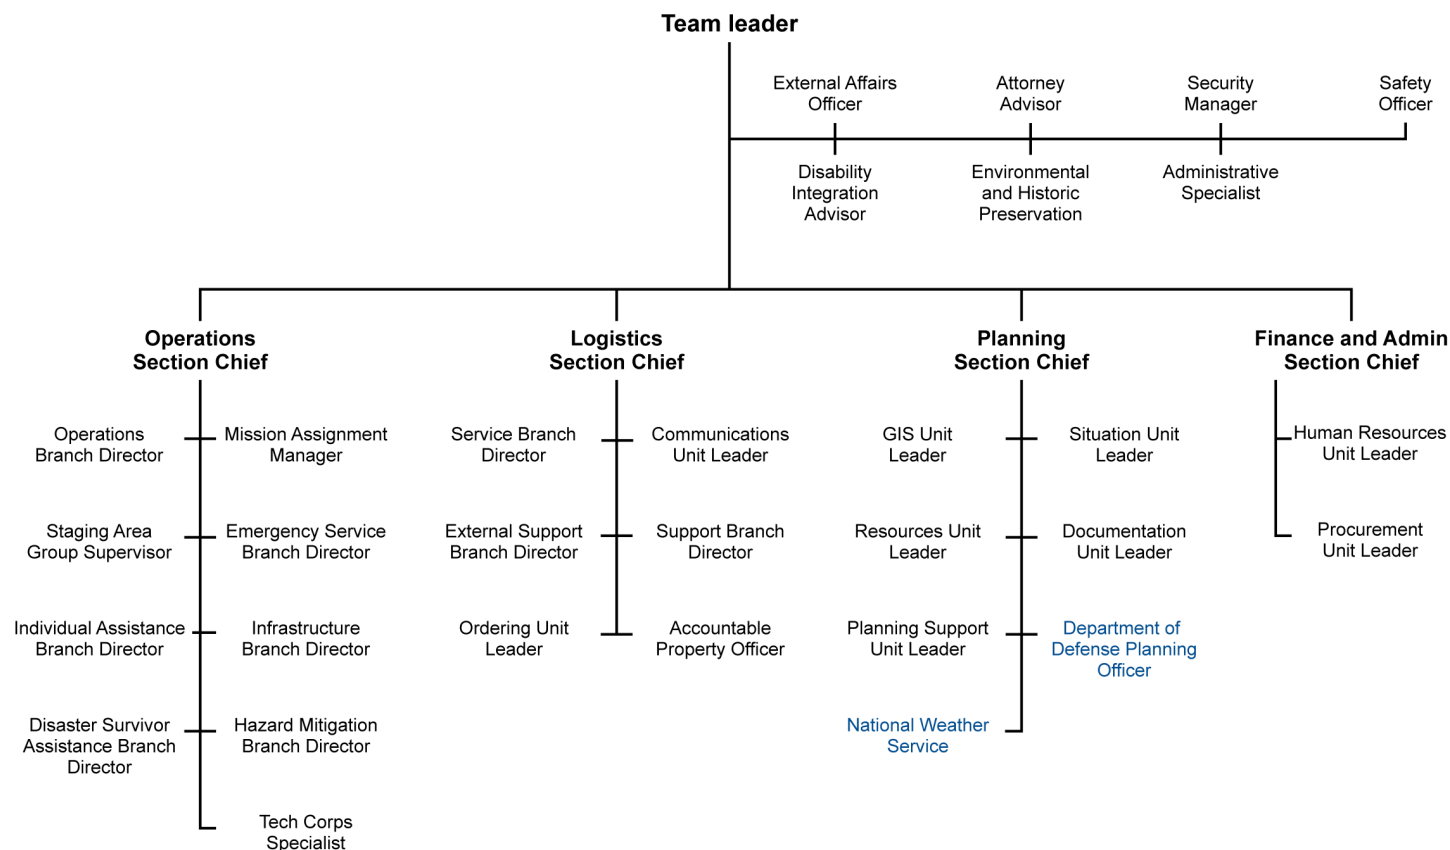 Team leader
External Affairs
Officer
Attorney
Advisor
Security
Manager
Safety
Officer
Disability
Integration
Advisor
Environmental
and Historic
Preservation
Administrative
Specialist
Operations
Section Chief
Logistics
Section Chief
Planning
Section Chief
Finance and Admin
Section Chief
Operations
Branch Director
Mission Assignment
Manager
Staging Area
Group Supervisor
Emergency Service
Branch Director
Individual Assistance
Branch Director
Infrastructure
Branch Director
Disaster Survivor
Assistance Branch
Director
Hazard Mitigation
Branch Director
Tech Corps
Specialist
Service Branch
Director
Communications
Unit Leader
External Support
Branch Director
Support Branch
Director
Ordering Unit
Leader
Accountable
Property Officer
GIS Unit
Leader
Situation Unit
Leader
Resources Unit
Leader
Documentation
Unit Leader
Planning Support
Unit Leader
Department of
Defense Planning
Officer
National Weather
Service
Human Resources
Unit Leader
Procurement
Unit Leader